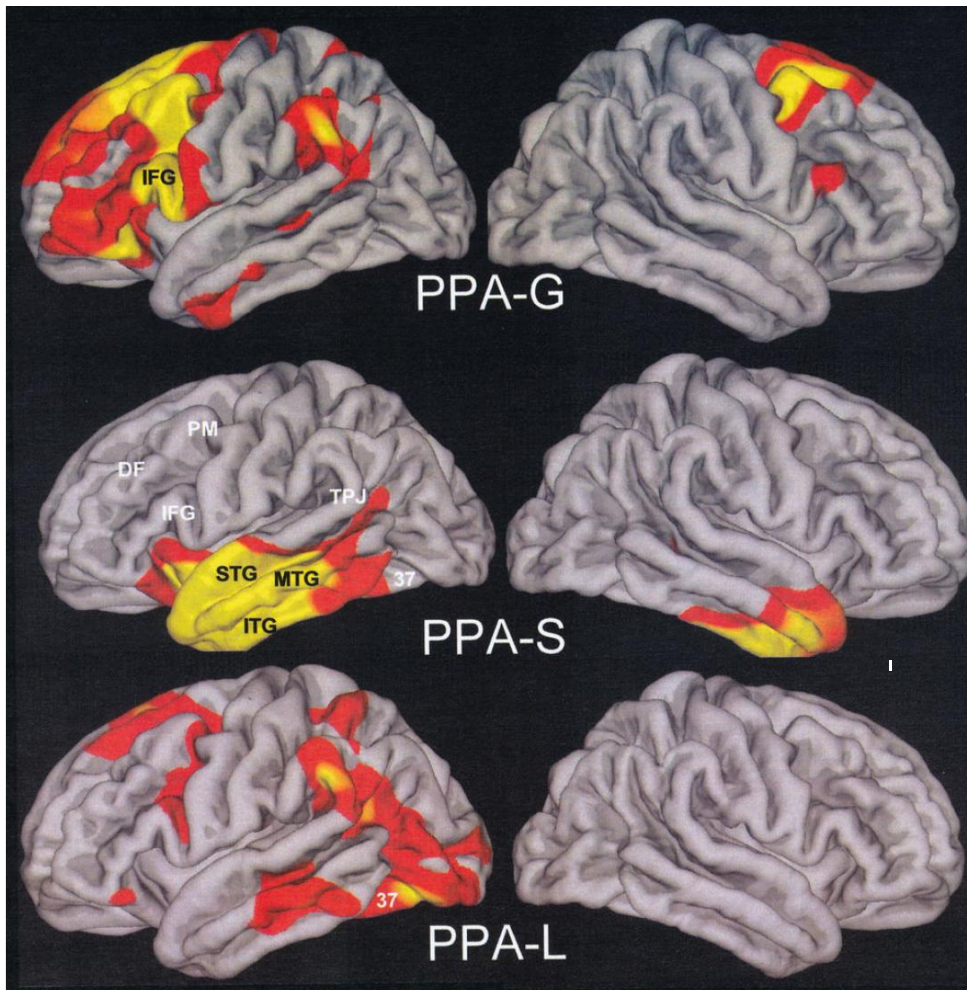 IFG
PPA-G
PM
DF
TPJ
IFG
STG
MTG
37
ITG
PPA-S
37
PPA-L